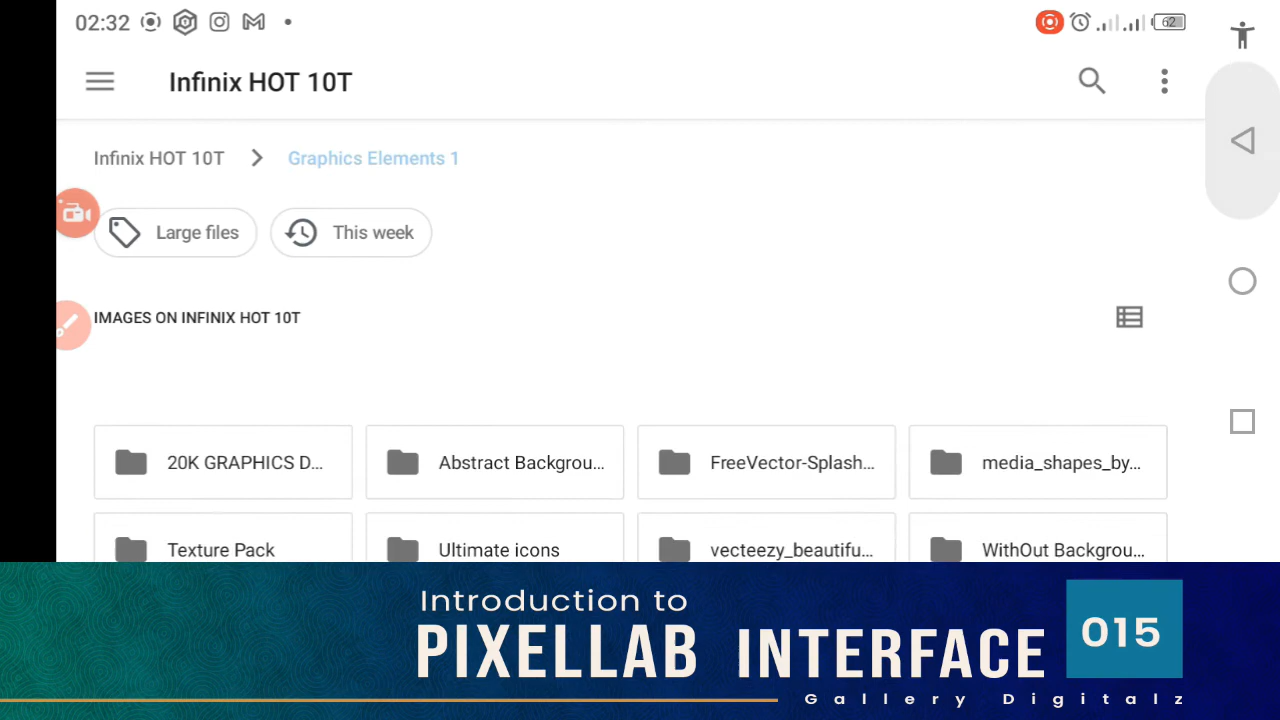 02:32
62
Infinix HOT 10T
Infinix HOT 10T > Graphics Elements 1
Large files
This week
IMAGES ON INFINIX HOT 10T
20K GRAPHICS D...
Abstract Backgrou...
FreeVector-Splash...
media_shapes_by...
Texture Pack
Ultimate icons
vecteezy_beautifu...
WithOut Backgrou...
Introduction to
PIXELLAB INTERFACE
015
Gallery Digitalz